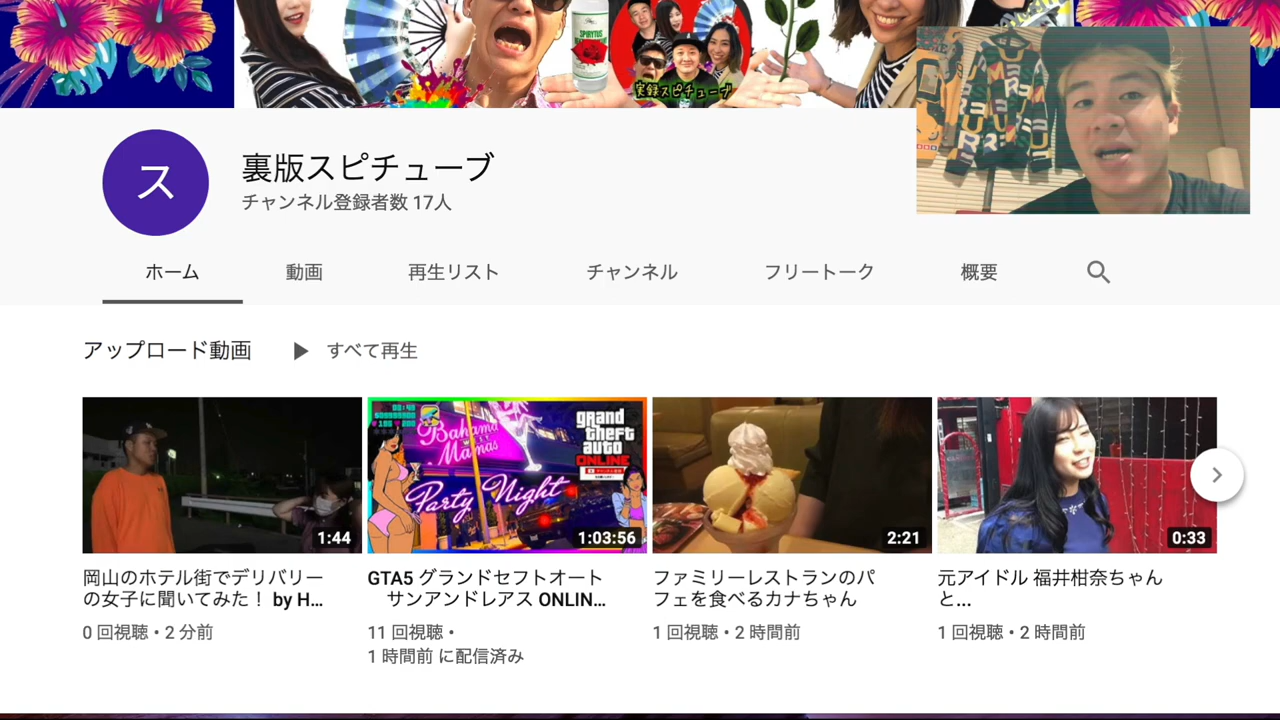 SPIRYTUS
実録スピチューブ
ス
裏版スピチューブ
チャンネル登録者数 17人
ホーム
動画
再生リスト
チャンネル
フリートーク
概要
アップロード動画
すべて再生
1:44
岡山のホテル街でデリバリー
の女子に聞いてみた！ by H...
0 回視聴・2 分前
Bahama
Mamas
Party Night
grand
theft
auto
ONLINE
1:03:56
GTA5 グランドセフトオート
サンアンドレアス ONLIN...
11 回視聴・
1 時間前 に配信済み
2:21
ファミリーレストランのパ
フェを食べるカナちゃん
1 回視聴・2 時間前
0:33
元アイドル 福井柑奈ちゃん
と...
1 回視聴・2 時間前